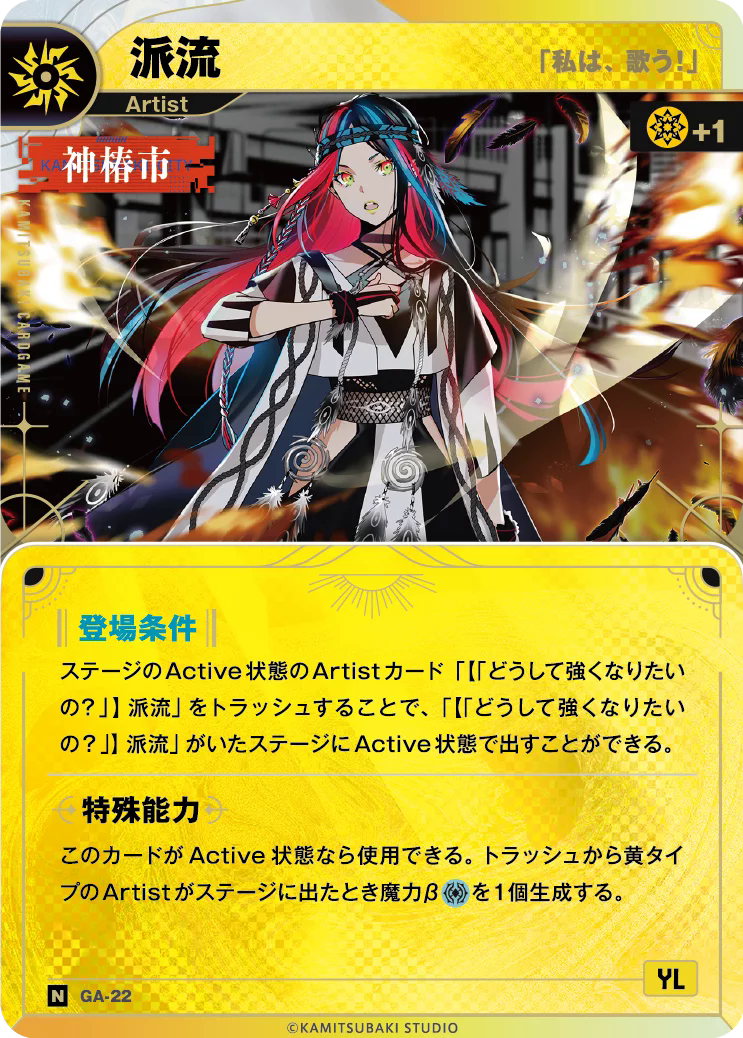 派流
「私は、歌う!」
Artist
+1
KAMITSUBAKI CITY
神椿市
KAMITSUBAKI CARDGAME
登場条件
ステージのActive状態のArtistカード「【「どうして強くなりたい
の?」】派流」をトラッシュすることで、「【「どうして強くなりたい
の?」】派流」がいたステージにActive状態で出すことができる。
特殊能力
このカードがActive状態なら使用できる。トラッシュから黄タイ
プのArtistがステージに出たとき魔力βを1個生成する。
YL
N GA-22
©KAMITSUBAKI STUDIO